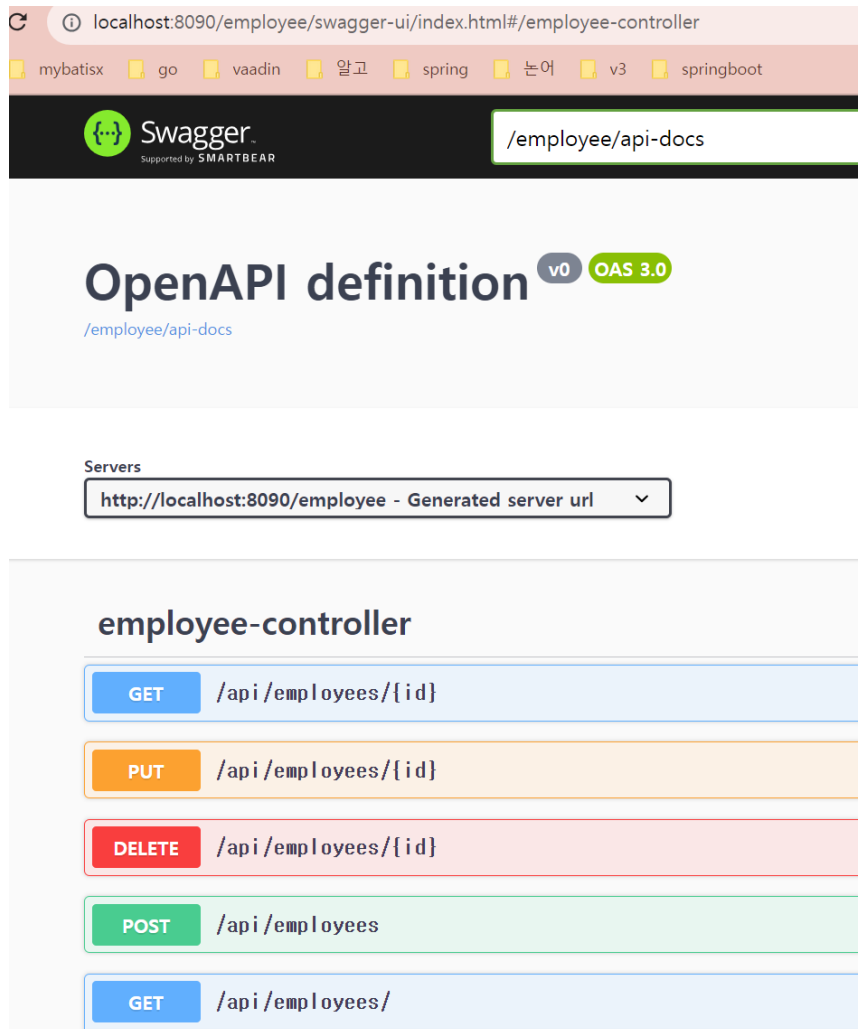 localhost:8090/employee/swagger-ui/index.html#/employee-controller
mybatisx go vaadin 알고 spring 논어 v3 springboot
{···} Swagger.
Supported by SMARTBEAR
/employee/api-docs
OpenAPI definition v0 OAS 3.0
/employee/api-docs
Servers
http://localhost:8090/employee - Generated server url
employee-controller
GET /api/employees/{id}
PUT /api/employees/{id}
DELETE /api/employees/{id}
POST /api/employees
GET /api/employees/